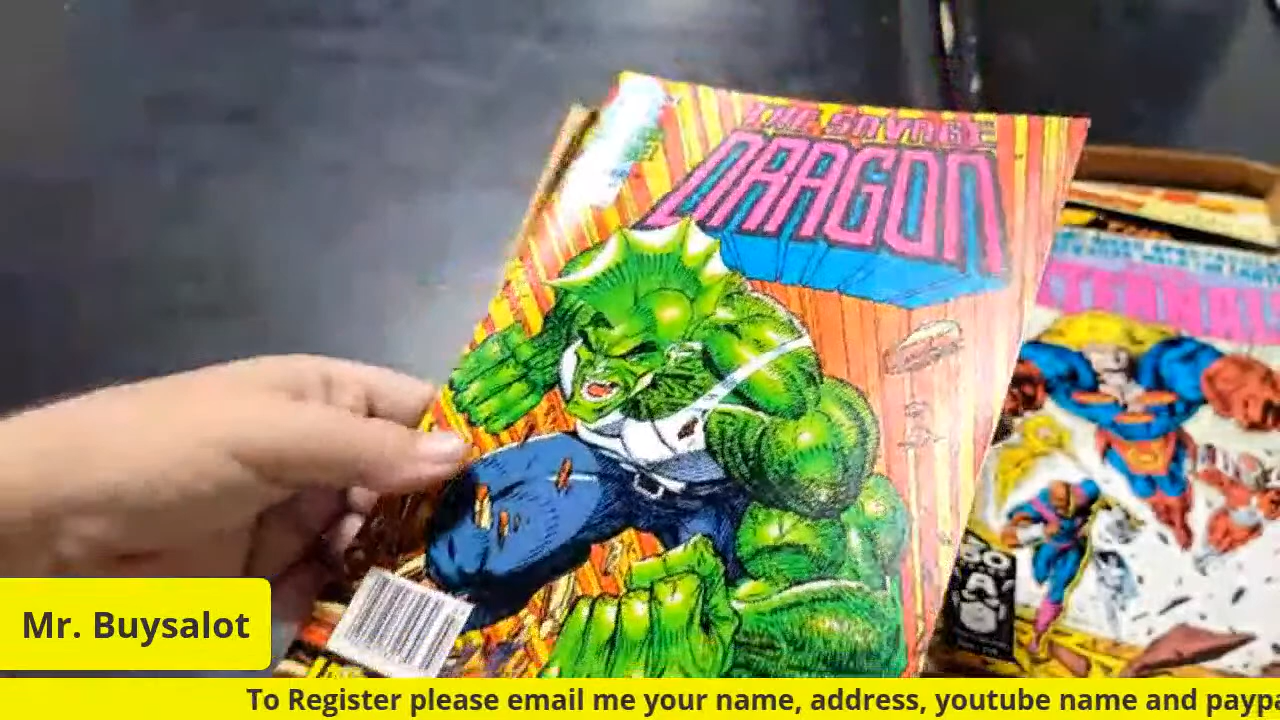 THE SAVAGE
DRAGON
Mr. Buysalot
To Register please email me your name, address, youtube name and paypa